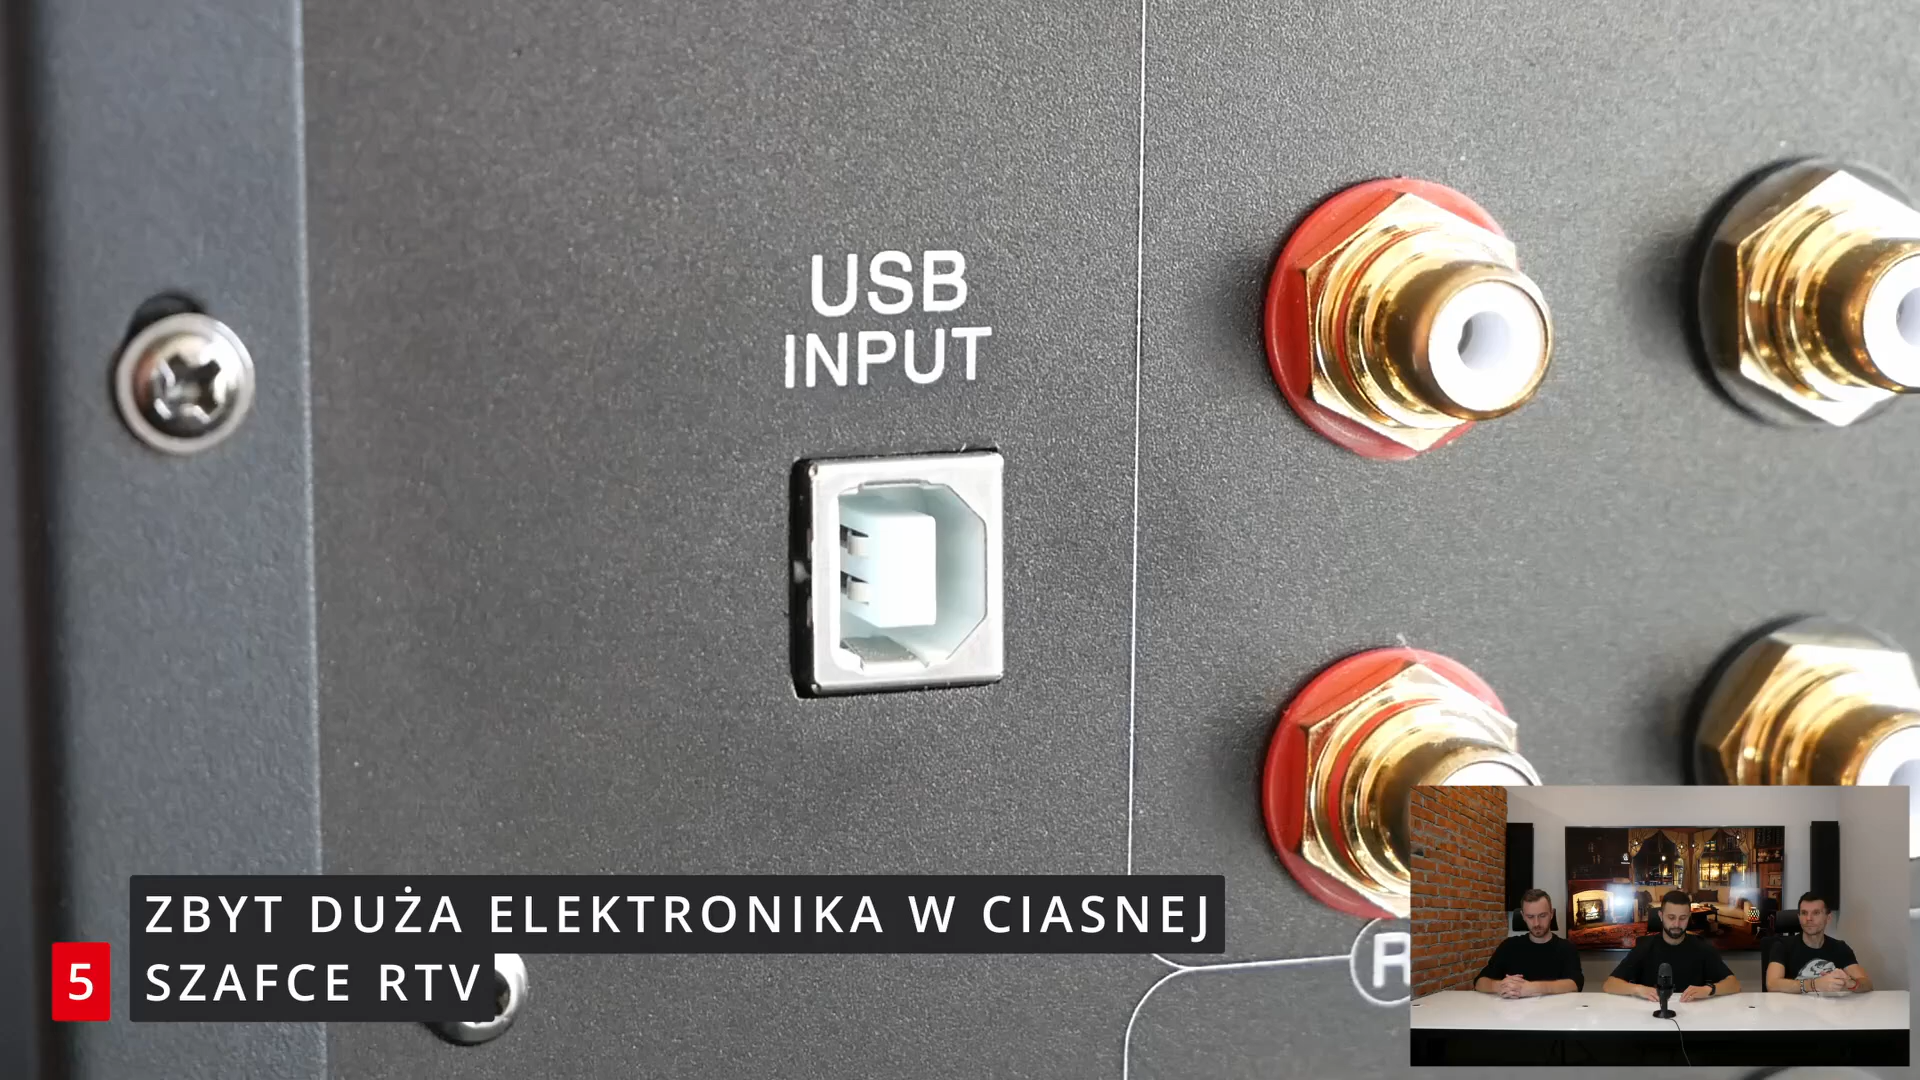 USB
INPUT
ZBYT DUŻA ELEKTRONIKA W CIASNEJ
5 SZAFCE RTV
R